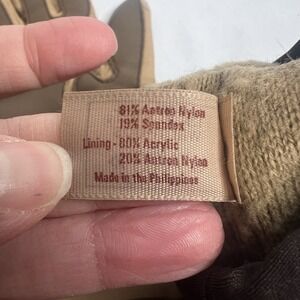 81% Antron Nylon
19% Spandex
Lining - 80% Acrylic
20% Antron Nylon
Made in the Philippines